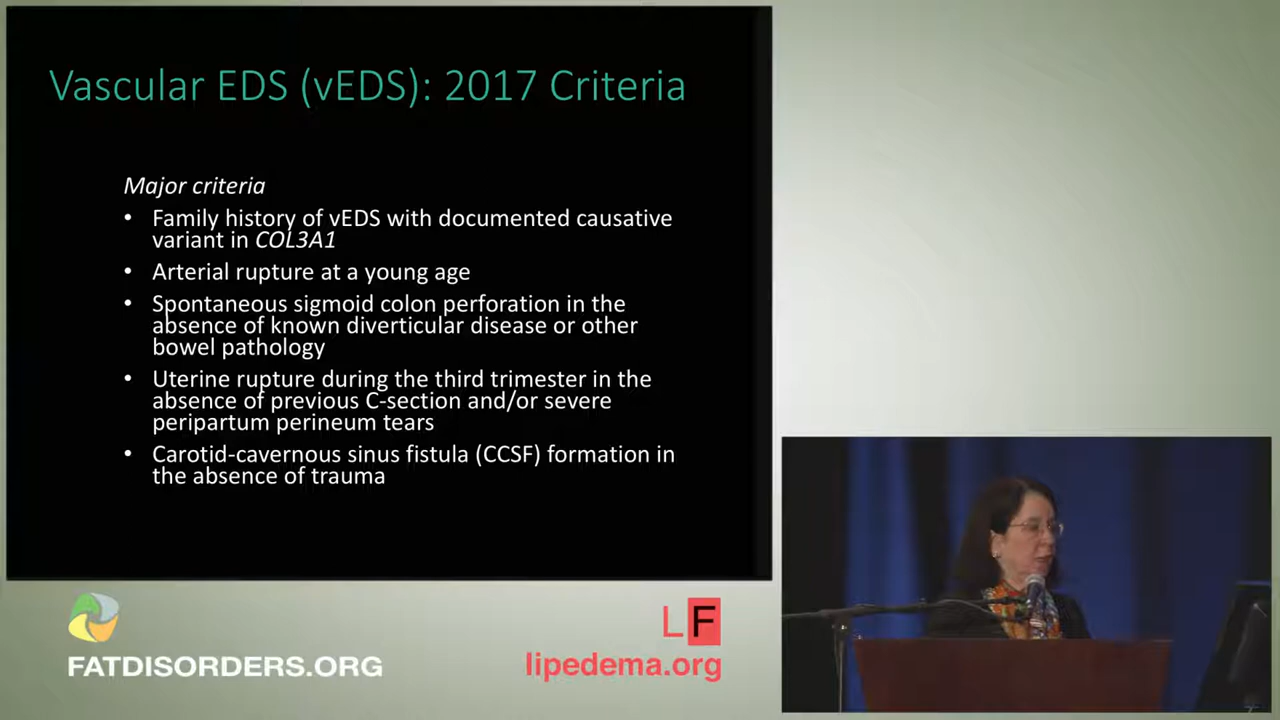 Vascular EDS (vEDS): 2017 Criteria
Major criteria
• Family history of vEDS with documented causative
variant in COL3A1
• Arterial rupture at a young age
• Spontaneous sigmoid colon perforation in the
absence of known diverticular disease or other
bowel pathology
• Uterine rupture during the third trimester in the
absence of previous C-section and/or severe
peripartum perineum tears
• Carotid-cavernous sinus fistula (CCSF) formation in
the absence of trauma
FATDISORDERS.ORG
LF
lipedema.org